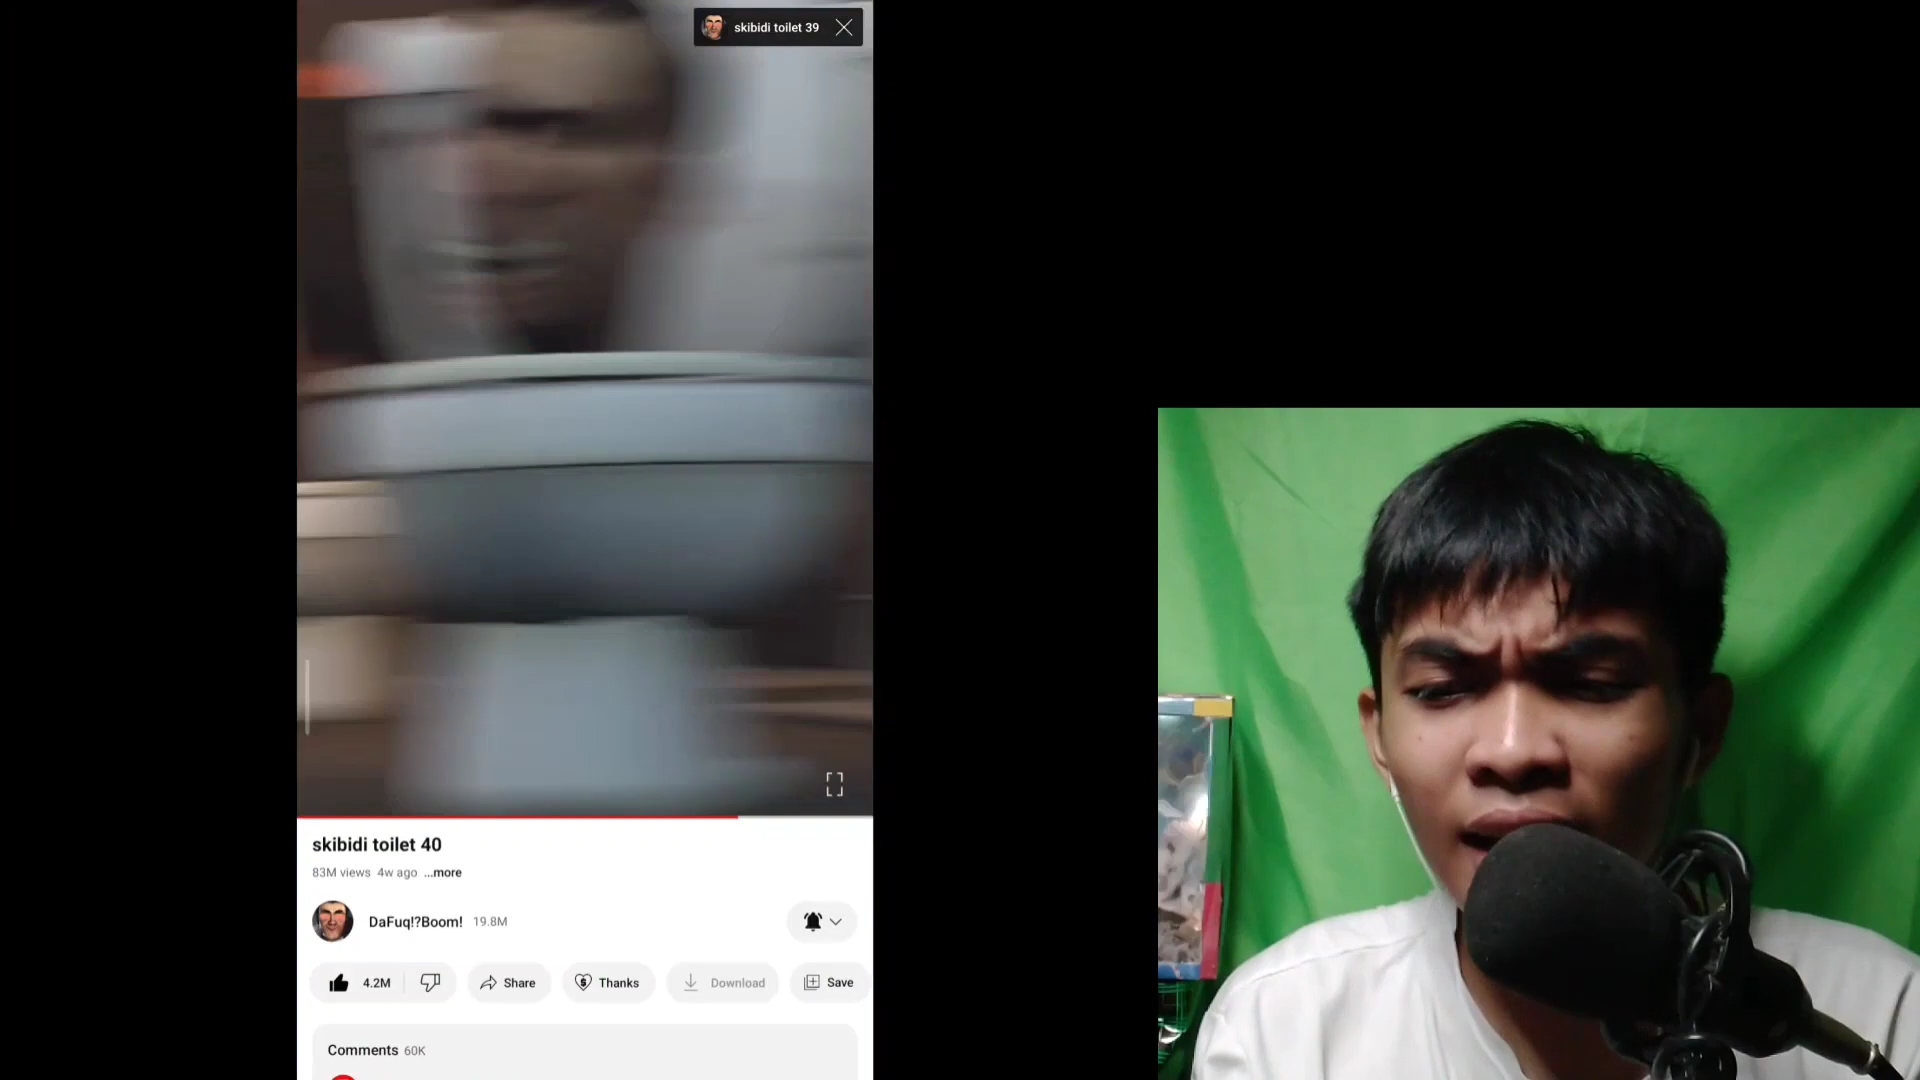 skibidi toilet 39
skibidi toilet 40
83M views 4w ago ...more
DaFuq!?Boom! 19.8M
4.2M Share Thanks Download Save
Comments 60K